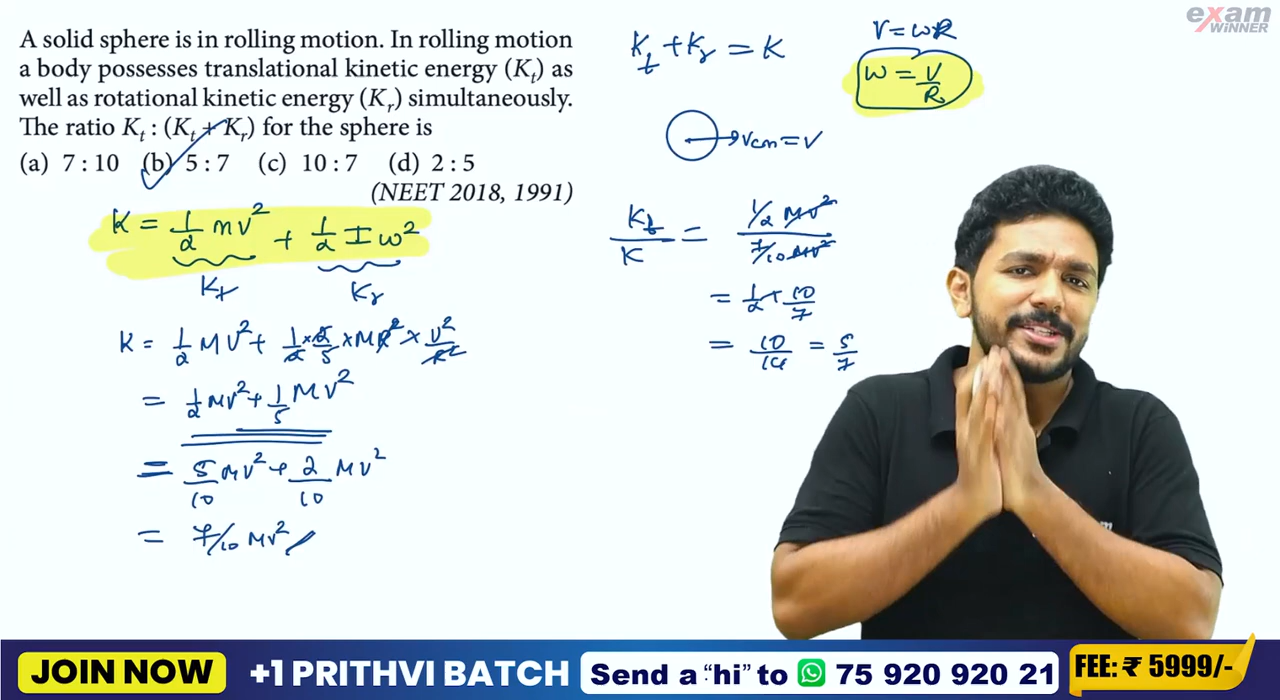 exam
WiNNER
A solid sphere is in rolling motion. In rolling motion
a body possesses translational kinetic energy (Kt) as
well as rotational kinetic energy (Kr) simultaneously.
The ratio Kt : (Kt + Kr) for the sphere is
(a) 7 : 10 (b) 5 : 7 (c) 10 : 7 (d) 2 : 5
(NEET 2018, 1991)
K = 1/2 mv² + 1/2 I ω²
Kt Kr
K = 1/2 MV² + 1/2 × 2/5 × MR² × V²/R²
= 1/2 MV² + 1/5 MV²
= 5/10 MV² + 2/10 MV²
= 7/10 MV²
Kt + Kr = K
V = ωR
ω = V/R
Vcm = V
Kt/K = 1/2 MV² / 7/10 MV²
= 1/2 × 10/7
= 10/14 = 5/7
JOIN NOW +1 PRITHVI BATCH Send a “hi” to 75 920 920 21 FEE: ₹ 5999/-